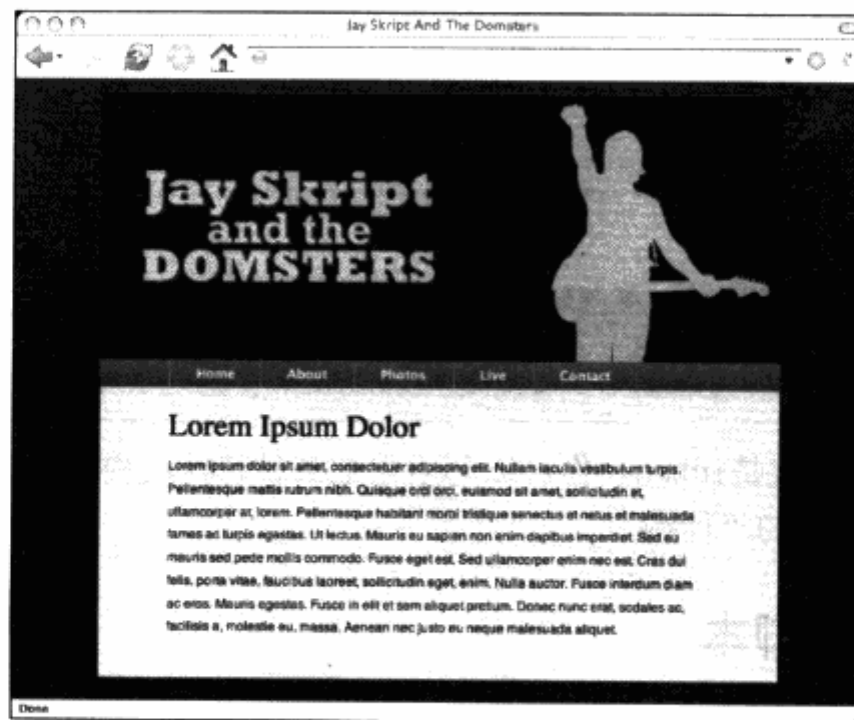 Jay Skript And The Domsters
Jay Skript
and the
DOMSTERS
Home About Photos Live Contact
Lorem Ipsum Dolor
Lorem ipsum dolor sit amet, consectetuer adipiscing elit. Nullam iaculis vestibulum turpis.
Pellentesque mattis rutrum nibh. Quisque orci orci, euismod sit amet, sollicitudin et,
ullamcorper at, lorem. Pellentesque habitant morbi tristique senectus et netus et malesuada
fames ac turpis egestas. Ut lectus. Mauris eu sapien non enim dapibus imperdiet. Sed eu
mauris sed pede mollis commodo. Fusce eget est. Sed ullamcorper enim nec est. Cras dui
felis, porta vitae, faucibus laoreet, sollicitudin eget, enim. Nulla auctor. Fusce interdum diam
ac eros. Mauris egestas. Fusce in elit et sem aliquet pretium. Donec nunc erat, sodales ac,
facilisis a, molestie eu, massa. Aenean nec justo eu neque malesuada aliquet.
Done